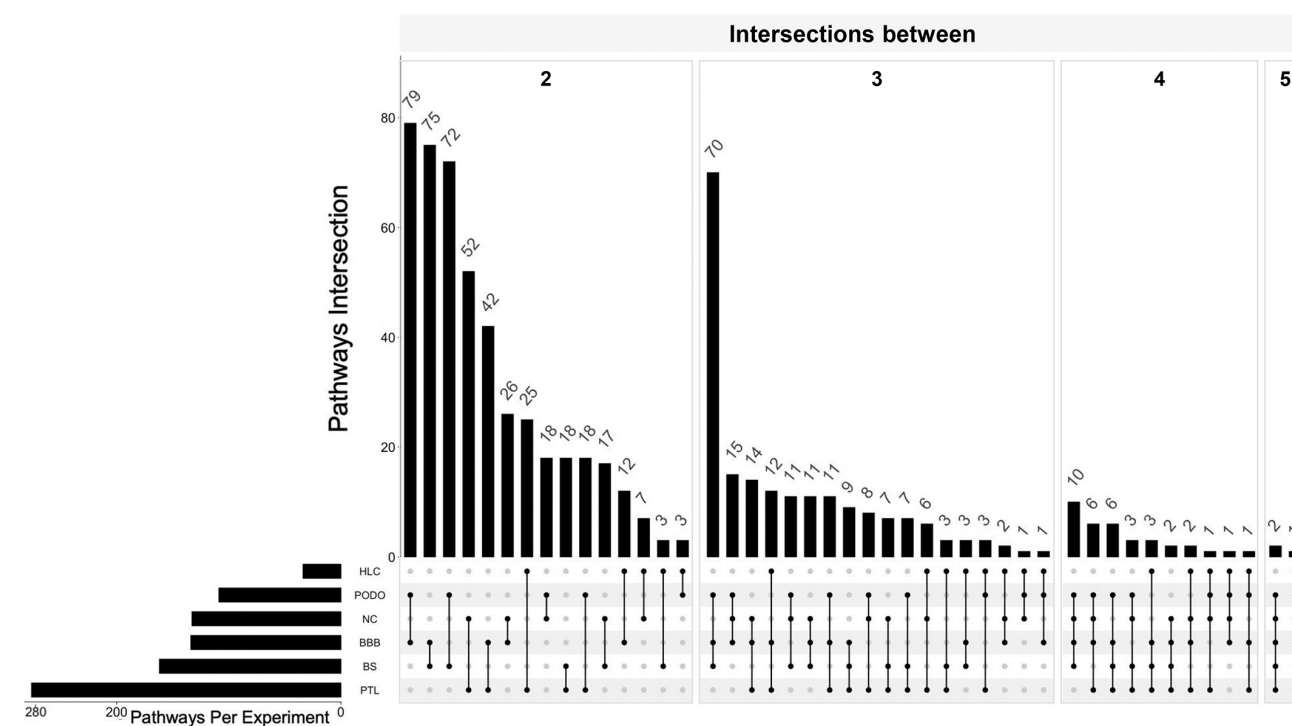 Intersections between
2 3 4 5
79 75 72 52 42 26 25 18 18 18 17 12 7 3 3
70 15 14 12 11 11 11 9 8 7 7 6 3 3 3 2 1 1
10 6 6 3 3 2 2 1 1 1
2
Pathways Intersection
80
60
40
20
0
HLC
PODO
NC
BBB
BS
PTL
280 200 0
Pathways Per Experiment